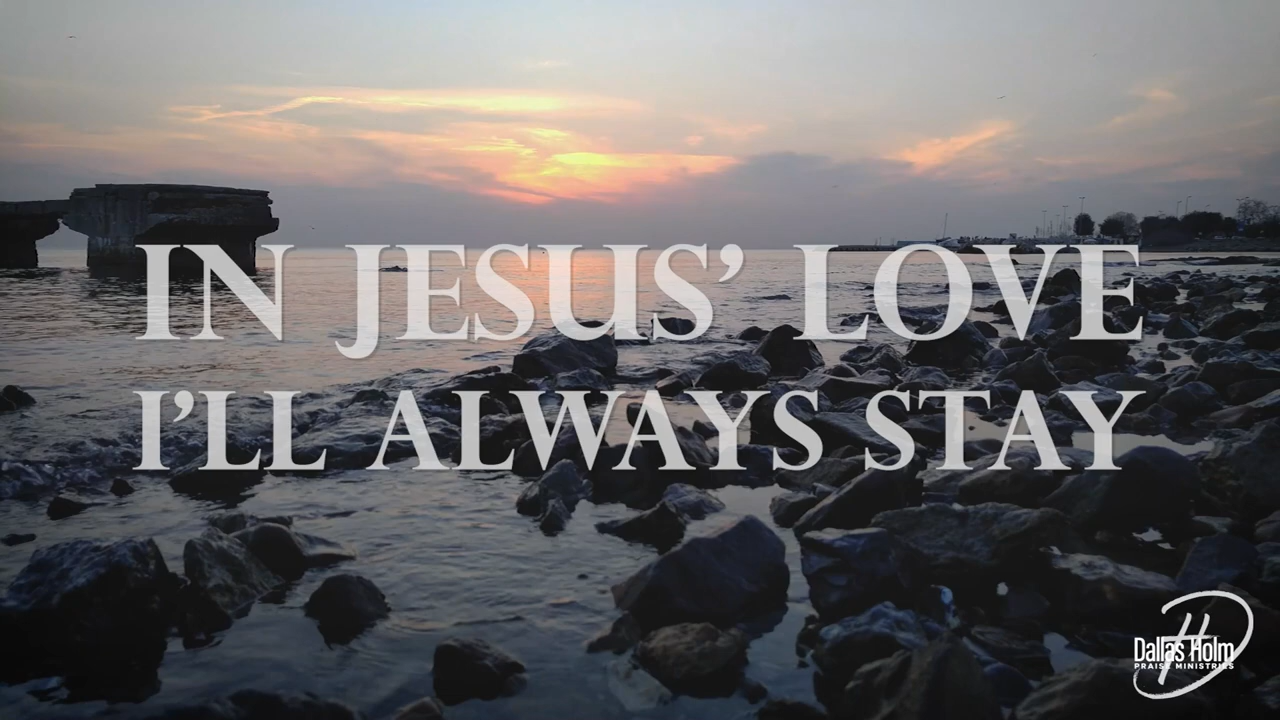 IN JESUS' LOVE
I'LL ALWAYS STAY
Dallas Holm
PRAISE MINISTRIES